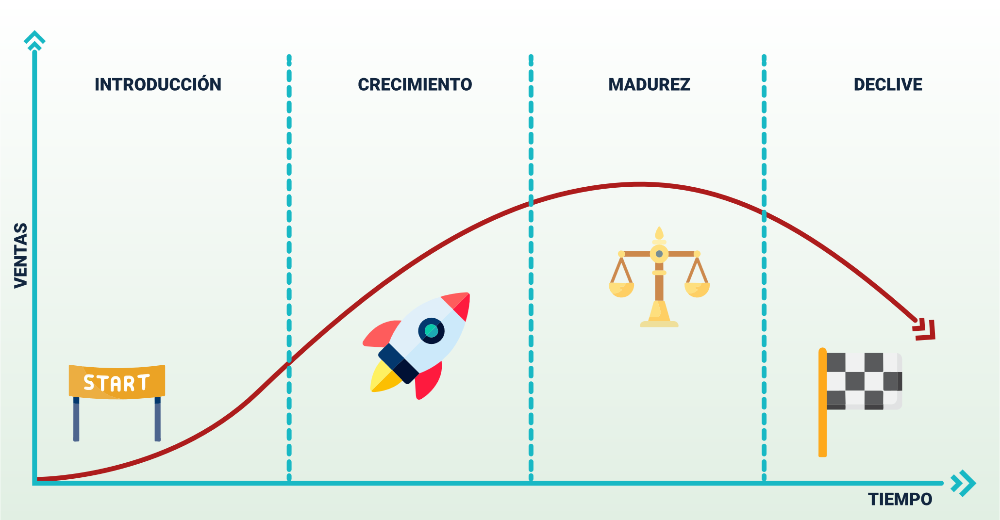 INTRODUCCIÓN
CRECIMIENTO
MADUREZ
DECLIVE
VENTAS
START
TIEMPO